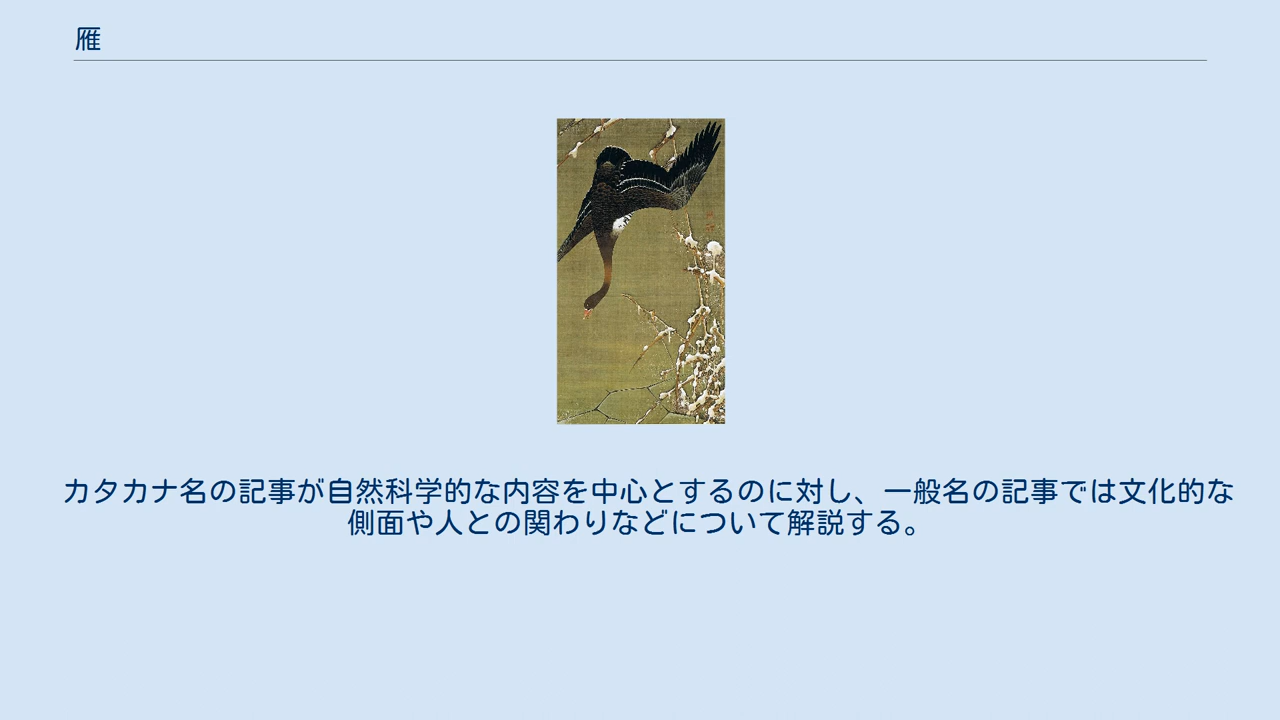 雁
カタカナ名の記事が自然科学的な内容を中心とするのに対し、一般名の記事では文化的な
側面や人との関わりなどについて解説する。